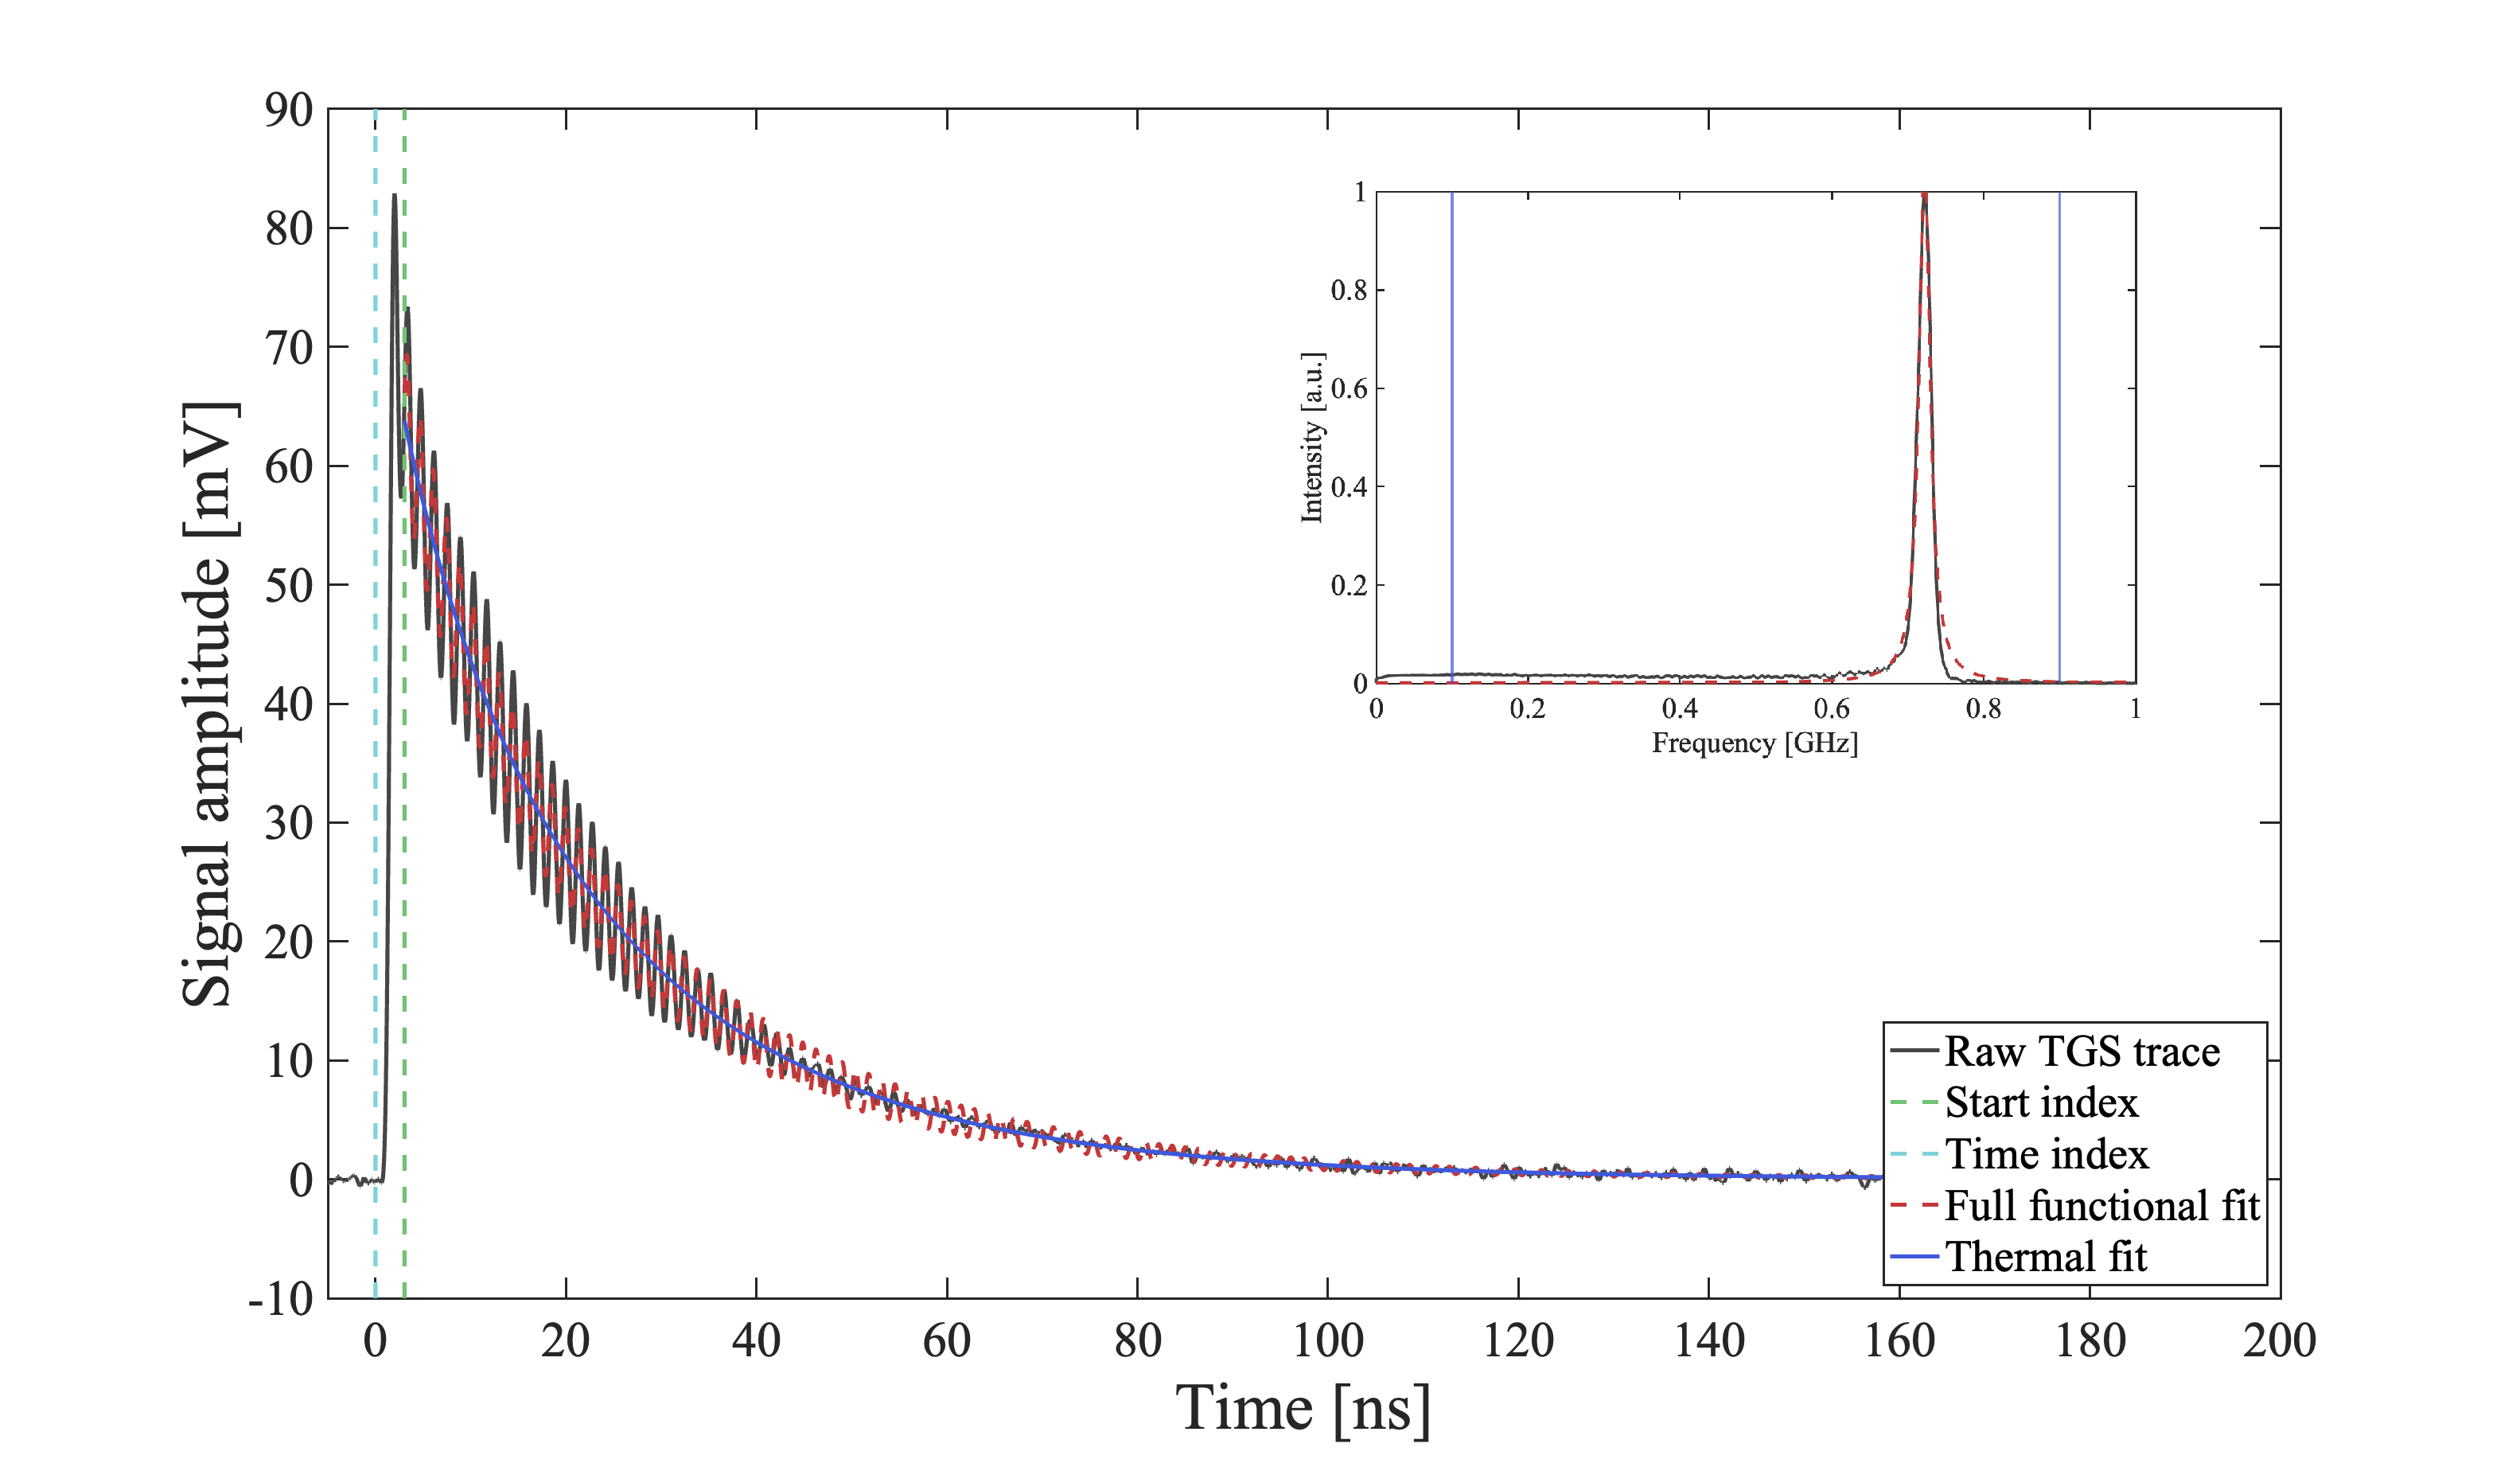 90
80
70
60
50
40
30
20
10
0
-10
Signal amplitude [mV]
0 20 40 60 80 100 120 140 160 180 200
Time [ns]
1
0.8
0.6
0.4
0.2
0
Intensity [a.u.]
0 0.2 0.4 0.6 0.8 1
Frequency [GHz]
Raw TGS trace
Start index
Time index
Full functional fit
Thermal fit